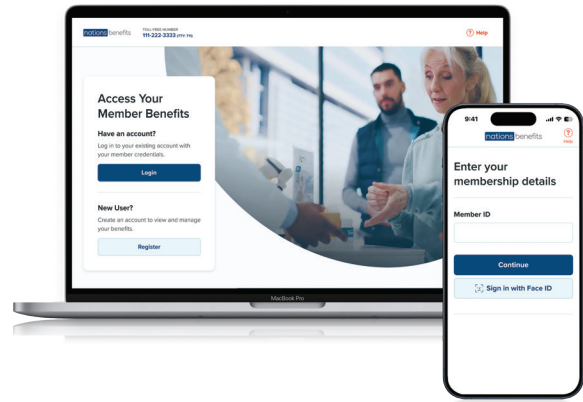 nations benefits
TOLL FREE NUMBER
111-222-3333 (TTY 711)
Help
Access Your
Member Benefits
Have an account?
Log in to your existing account with
your member credentials.
Login
New User?
Create an account to view and manage
your benefits.
Register
MacBook Pro
9:41
nations benefits
Help
Enter your
membership details
Member ID
Continue
Sign in with Face ID